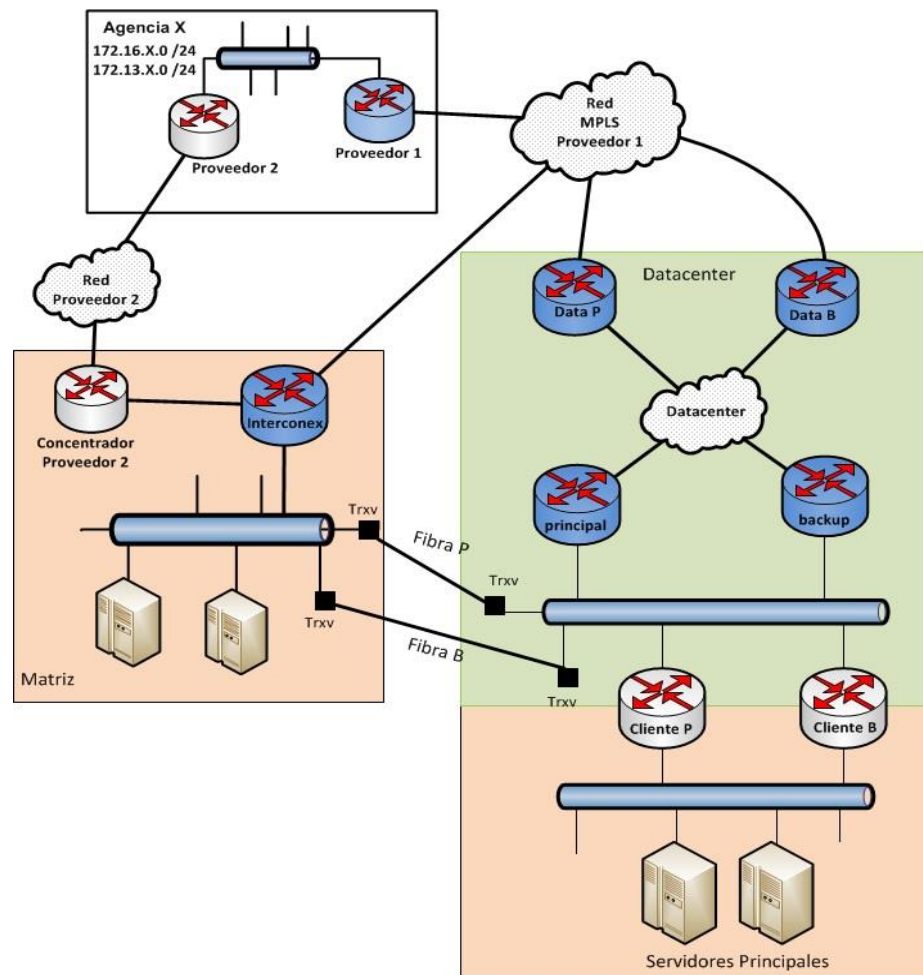 Agencia X
172.16.X.0 /24
172.13.X.0 /24
Proveedor 2
Proveedor 1
Red
MPLS
Proveedor 1
Red
Proveedor 2
Datacenter
Data P
Data B
Datacenter
Concentrador
Proveedor 2
Interconex
principal
backup
Trxv
Fibra P
Trxv
Trxv
Fibra B
Trxv
Matriz
Cliente P
Cliente B
Servidores Principales